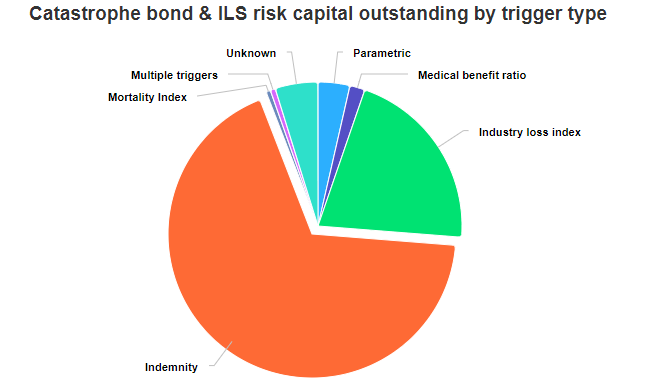 Catastrophe bond & ILS risk capital outstanding by trigger type
Unknown
Parametric
Multiple triggers
Medical benefit ratio
Mortality Index
Industry loss index
Indemnity